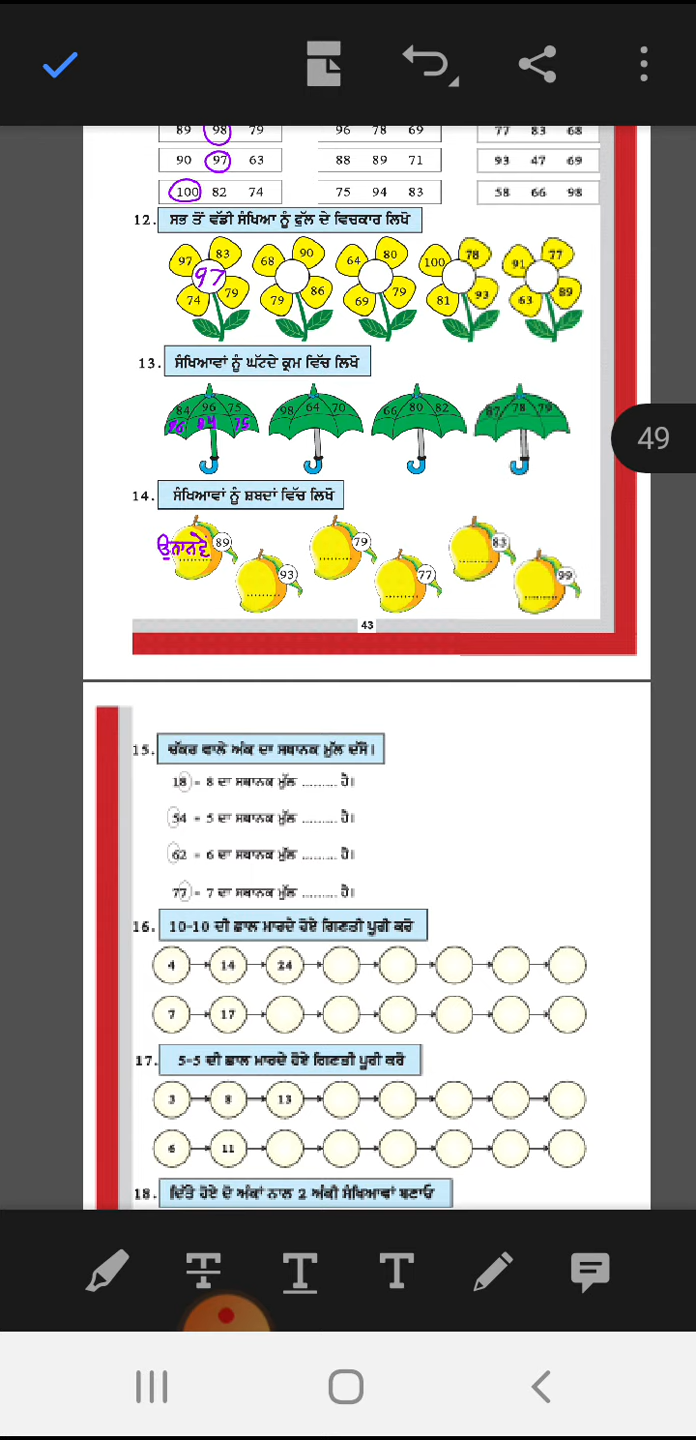 89 98 79 96 78 69 77 83 68
90 97 63 88 89 71 93 47 69
100 82 74 75 94 83 58 66 98
12. ਸਭ ਤੋਂ ਵੱਡੀ ਸੰਖਿਆ ਨੂੰ ਫੁੱਲ ਦੇ ਵਿਚਕਾਰ ਲਿਖੋ
97 83 97 74 79
68 90 79 86
64 80 69 79
100 78 81 93
91 77 63 89
13. ਸੰਖਿਆਵਾਂ ਨੂੰ ਘੱਟਦੇ ਕ੍ਰਮ ਵਿੱਚ ਲਿਖੋ
84 96 75 98 64 70 66 80 82 87 78 79
96 84 75
49
14. ਸੰਖਿਆਵਾਂ ਨੂੰ ਸ਼ਬਦਾਂ ਵਿੱਚ ਲਿਖੋ
ਉਨਾਨਵੇਂ 89 79 83
93 77 99
43
15. ਚੱਕਰ ਵਾਲੇ ਅੰਕ ਦਾ ਸਥਾਨਕ ਮੁੱਲ ਦੱਸੋ।
18 = 8 ਦਾ ਸਥਾਨਕ ਮੁੱਲ .......... ਹੈ।
54 = 5 ਦਾ ਸਥਾਨਕ ਮੁੱਲ .......... ਹੈ।
62 = 6 ਦਾ ਸਥਾਨਕ ਮੁੱਲ .......... ਹੈ।
77 = 7 ਦਾ ਸਥਾਨਕ ਮੁੱਲ .......... ਹੈ।
16. 10-10 ਦੀ ਛਾਲ ਮਾਰਦੇ ਹੋਏ ਗਿਣਤੀ ਪੂਰੀ ਕਰੋ
4 14 24
7 17
17. 5-5 ਦੀ ਛਾਲ ਮਾਰਦੇ ਹੋਏ ਗਿਣਤੀ ਪੂਰੀ ਕਰੋ
3 8 13
6 11
18. ਦਿੱਤੇ ਹੋਏ ਦੋ ਅੰਕਾਂ ਨਾਲ 2 ਅੰਕੀ ਸੰਖਿਆਵਾਂ ਬਣਾਓ